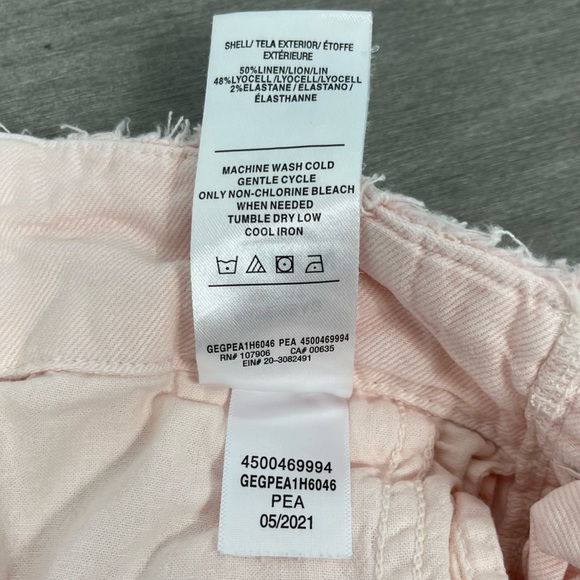 SHELL/ TELA EXTERIOR/ ÉTOFFE
EXTÉRIEURE
50%LINEN/LION/LIN
48%LYOCELL /LYOCELL/LYOCELL
2%ELASTANE/ ELASTANO/
ÉLASTHANNE
MACHINE WASH COLD
GENTLE CYCLE
ONLY NON-CHLORINE BLEACH
WHEN NEEDED
TUMBLE DRY LOW
COOL IRON
GEGPEA1H6046 PEA 4500469994
RN# 107906 CA# 00635
EIN# 20-3082491
4500469994
GEGPEA1H6046
PEA
05/2021